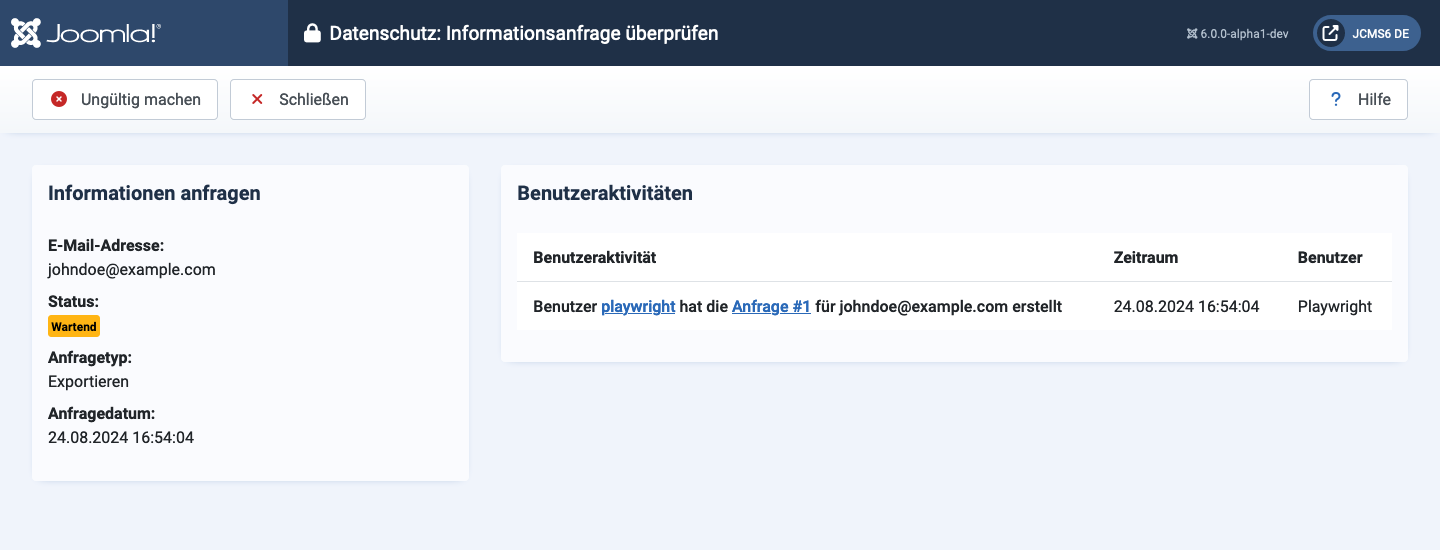 Joomla!®
Datenschutz: Informationsanfrage überprüfen
6.0.0-alpha1-dev
JCMS6 DE
Ungültig machen
Schließen
? Hilfe
Informationen anfragen
E-Mail-Adresse:
johndoe@example.com
Status:
Wartend
Anfragetyp:
Exportieren
Anfragedatum:
24.08.2024 16:54:04
Benutzeraktivitäten
Benutzeraktivität Zeitraum Benutzer
Benutzer playwright hat die Anfrage #1 für johndoe@example.com erstellt 24.08.2024 16:54:04 Playwright